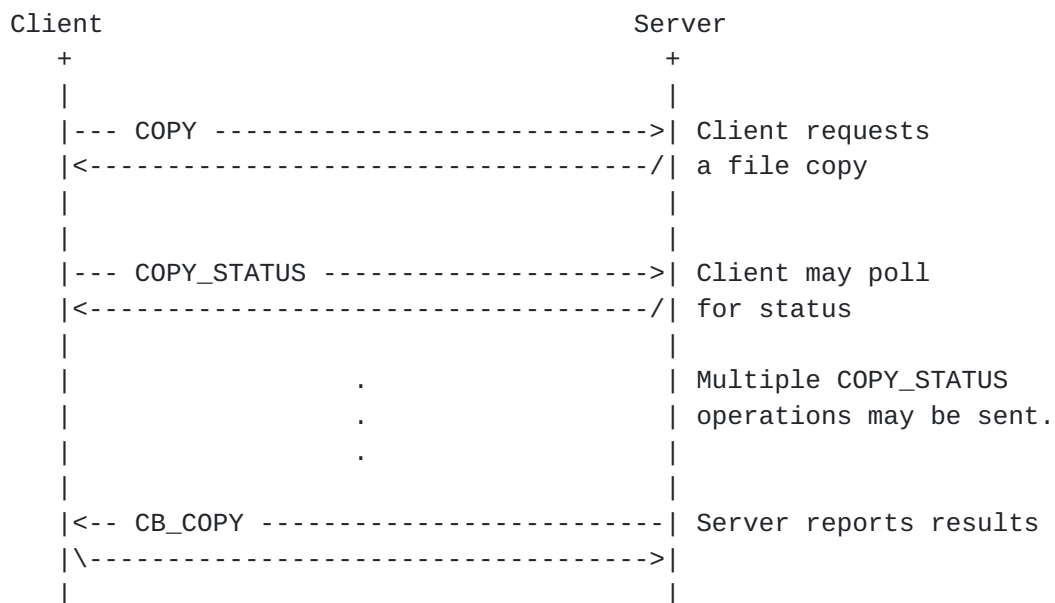 Client                                  Server
   +                                      +
   |                                      |
   |--- COPY ---------------------------->| Client requests
   |<------------------------------------/| a file copy
   |                                      |
   |                                      |
   |--- COPY_STATUS --------------------->| Client may poll
   |<------------------------------------/| for status
   |                                      |
   |                  .                   | Multiple COPY_STATUS
   |                  .                   | operations may be sent.
   |                  .                   |
   |                                      |
   |<-- CB_COPY --------------------------| Server reports results
   |\------------------------------------>|
   |                                      |